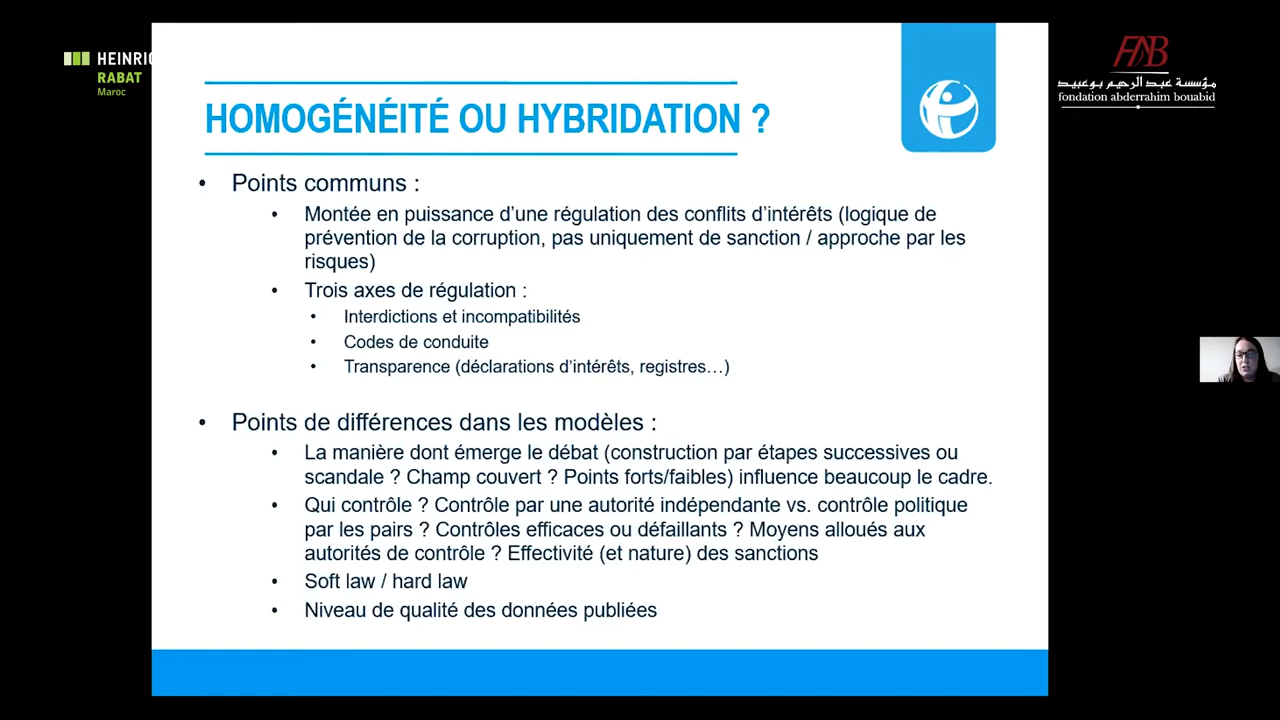 HEINRIC
RABAT
Maroc
FAB
مؤسسة عبد الرحيم بوعبيد
fondation abderrahim bouabid
HOMOGÉNÉITÉ OU HYBRIDATION ?
• Points communs :
• Montée en puissance d’une régulation des conflits d’intérêts (logique de
prévention de la corruption, pas uniquement de sanction / approche par les
risques)
• Trois axes de régulation :
• Interdictions et incompatibilités
• Codes de conduite
• Transparence (déclarations d’intérêts, registres…)
• Points de différences dans les modèles :
• La manière dont émerge le débat (construction par étapes successives ou
scandale ? Champ couvert ? Points forts/faibles) influence beaucoup le cadre.
• Qui contrôle ? Contrôle par une autorité indépendante vs. contrôle politique
par les pairs ? Contrôles efficaces ou défaillants ? Moyens alloués aux
autorités de contrôle ? Effectivité (et nature) des sanctions
• Soft law / hard law
• Niveau de qualité des données publiées